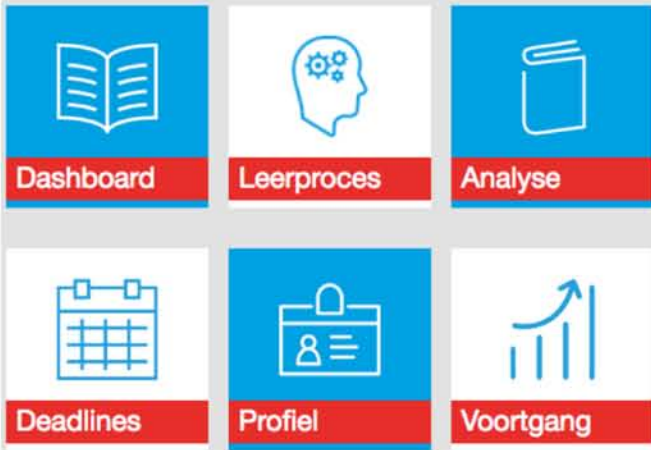 Dashboard
Leerproces
Analyse
Deadlines
Profiel
Voortgang